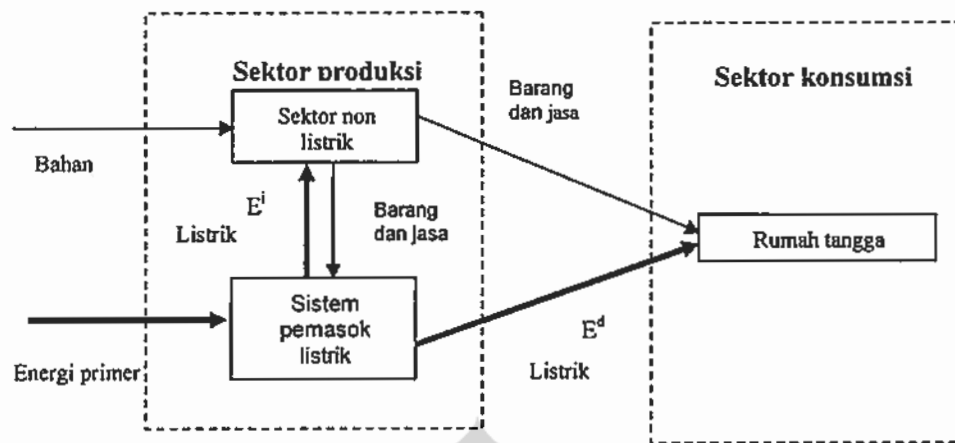 Sektor produksi
Sektor non
listrik
Bahan
Barang
dan jasa
Sektor konsumsi
E^i
Listrik
Barang
dan jasa
Rumah tangga
Sistem
pemasok
listrik
Energi primer
E^d
Listrik